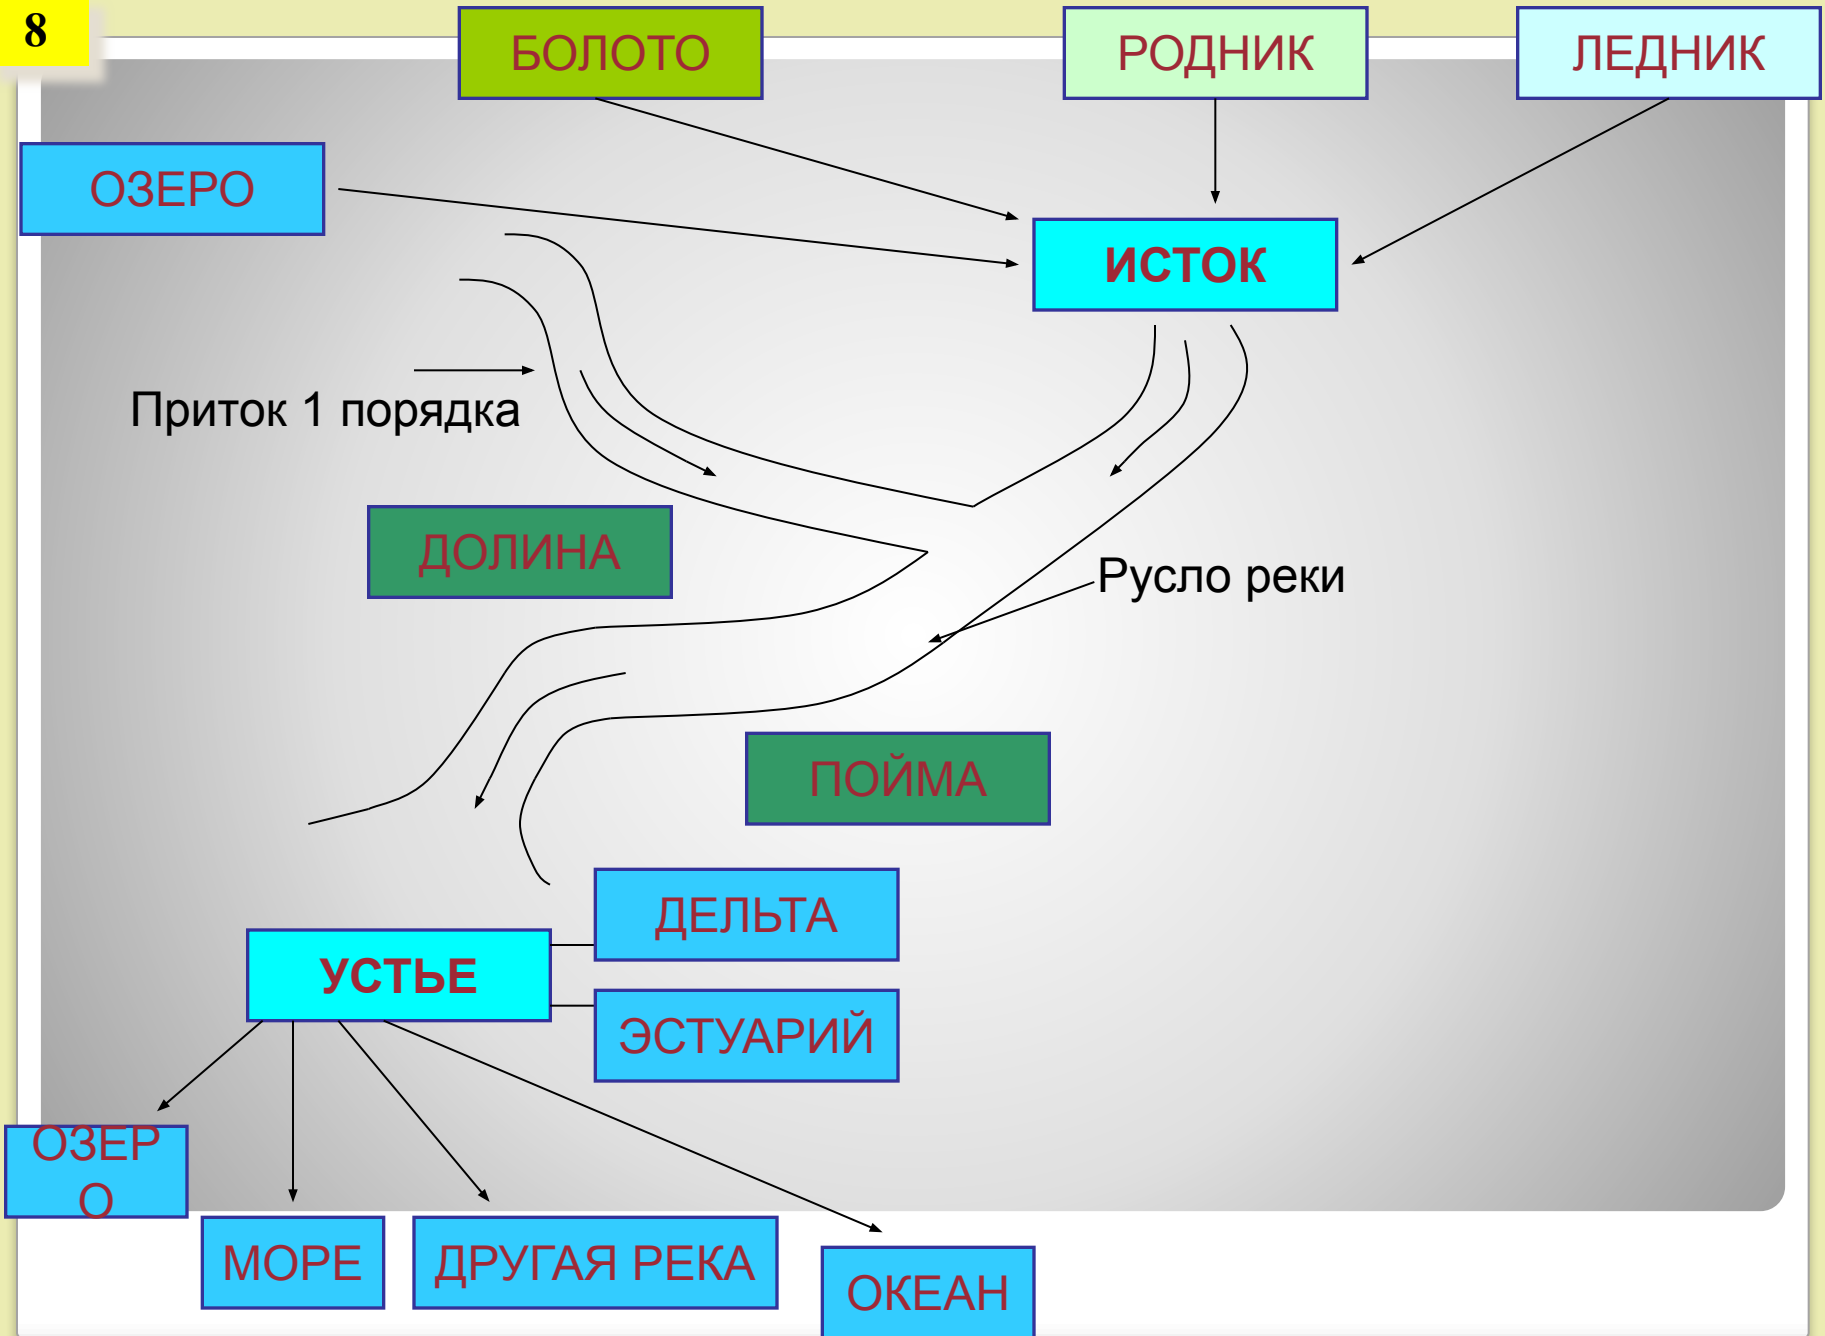 8
БОЛОТО
РОДНИК
ЛЕДНИК
ОЗЕРО
ИСТОК
Приток 1 порядка
ДОЛИНА
Русло реки
ПОЙМА
ДЕЛЬТА
УСТЬЕ
ЭСТУАРИЙ
ОЗЕР
О
МОРЕ
ДРУГАЯ РЕКА
ОКЕАН